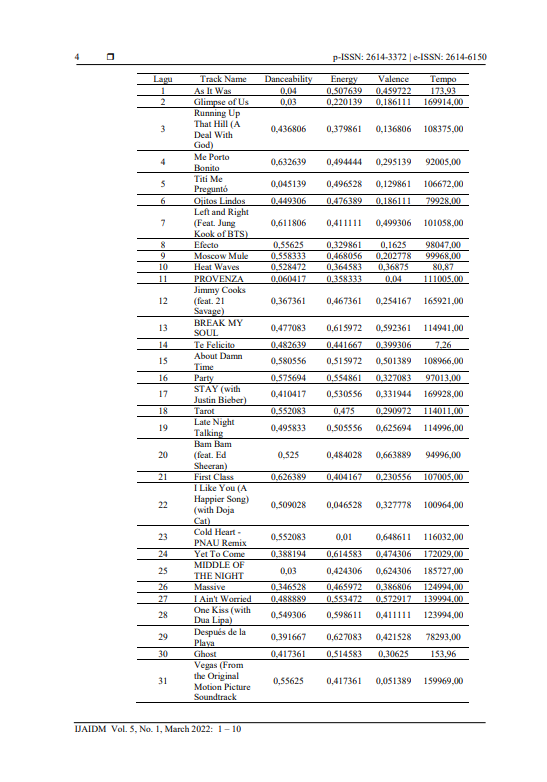 4 ❒ p-ISSN: 2614-3372 | e-ISSN: 2614-6150
Lagu Track Name Danceability Energy Valence Tempo
1 As It Was 0,04 0,507639 0,459722 173,93
2 Glimpse of Us 0,03 0,220139 0,186111 169914,00
Running Up
That Hill (A
3 Deal With 0,436806 0,379861 0,136806 108375,00
God)
4 Me Porto 0,632639 0,494444 0,295139 92005,00
Bonito
5 Tití Me 0,045139 0,496528 0,129861 106672,00
Preguntó
6 Ojitos Lindos 0,449306 0,476389 0,186111 79928,00
Left and Right
7 (Feat. Jung 0,611806 0,411111 0,499306 101058,00
Kook of BTS)
8 Efecto 0,55625 0,329861 0,1625 98047,00
9 Moscow Mule 0,558333 0,468056 0,202778 99968,00
10 Heat Waves 0,528472 0,364583 0,36875 80,87
11 PROVENZA 0,060417 0,358333 0,04 111005,00
Jimmy Cooks
12 (feat. 21 0,367361 0,467361 0,254167 165921,00
Savage)
13 BREAK MY 0,477083 0,615972 0,592361 114941,00
SOUL
14 Te Felicito 0,482639 0,441667 0,399306 7,26
15 About Damn 0,580556 0,515972 0,501389 108966,00
Time
16 Party 0,575694 0,554861 0,327083 97013,00
17 STAY (with 0,410417 0,530556 0,331944 169928,00
Justin Bieber)
18 Tarot 0,552083 0,475 0,290972 114011,00
19 Late Night 0,495833 0,505556 0,625694 114996,00
Talking
Bam Bam
20 (feat. Ed 0,525 0,484028 0,663889 94996,00
Sheeran)
21 First Class 0,626389 0,404167 0,230556 107005,00
I Like You (A
22 Happier Song) 0,509028 0,046528 0,327778 100964,00
(with Doja
Cat)
23 Cold Heart - 0,552083 0,01 0,648611 116032,00
PNAU Remix
24 Yet To Come 0,388194 0,614583 0,474306 172029,00
25 MIDDLE OF 0,03 0,424306 0,624306 185727,00
THE NIGHT
26 Massive 0,346528 0,465972 0,386806 124994,00
27 I Ain't Worried 0,488889 0,553472 0,572917 139994,00
28 One Kiss (with 0,549306 0,598611 0,411111 123994,00
Dua Lipa)
29 Después de la 0,391667 0,627083 0,421528 78293,00
Playa
30 Ghost 0,417361 0,514583 0,30625 153,96
Vegas (From
31 the Original 0,55625 0,417361 0,051389 159969,00
Motion Picture
Soundtrack
IJAIDM Vol. 5, No. 1, March 2022: 1 – 10